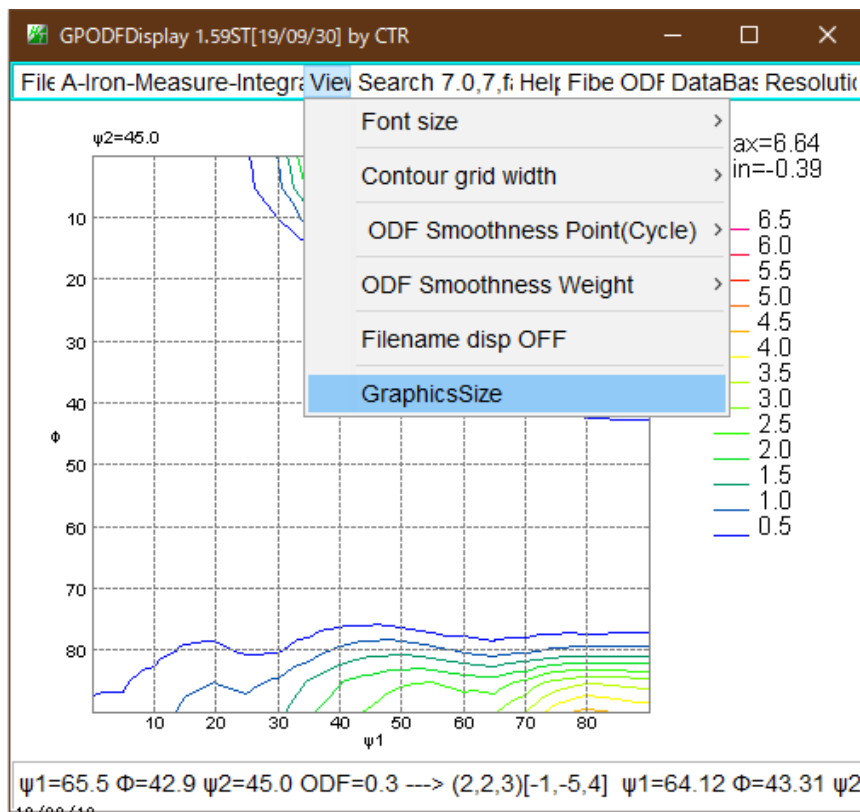 GPODFDisplay 1.59ST[19/09/30] by CTR
File A-Iron-Measure-Integra View Search 7.0,7,fa Help Fibe ODF DataBas Resolutio
Font size
Contour grid width
ODF Smoothness Point(Cycle)
ODF Smoothness Weight
Filename disp OFF
GraphicsSize
ψ2=45.0
ax=6.64
in=-0.39
6.5
6.0
5.5
5.0
4.5
4.0
3.5
3.0
2.5
2.0
1.5
1.0
0.5
10
20
30
40
Φ
50
60
70
80
10 20 30 40 50 60 70 80
ψ1
ψ1=65.5 Φ=42.9 ψ2=45.0 ODF=0.3 ---> (2,2,3)[-1,-5,4] ψ1=64.12 Φ=43.31 ψ2